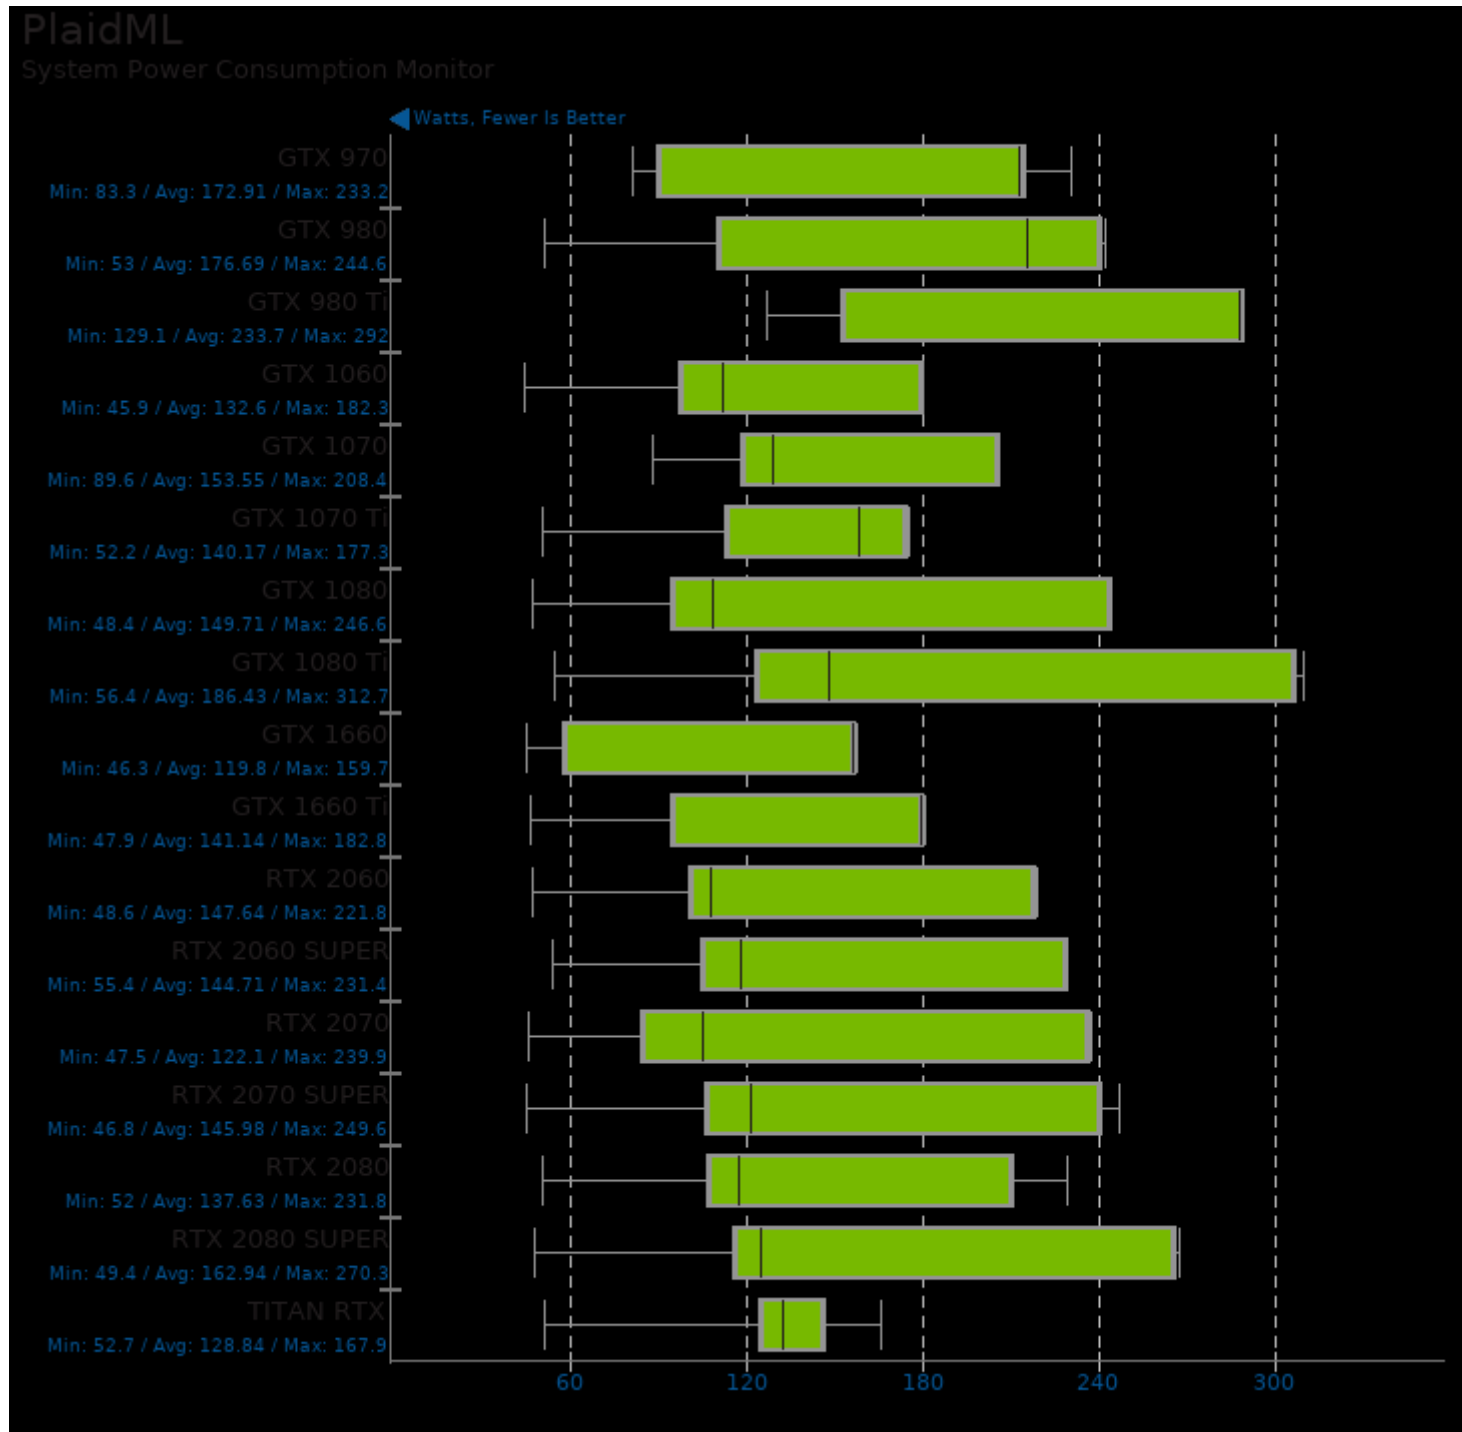 PlaidML
System Power Consumption Monitor
Watts, Fewer Is Better
GTX 970
Min: 83.3 / Avg: 172.91 / Max: 233.2
GTX 980
Min: 53 / Avg: 176.69 / Max: 244.6
GTX 980 Ti
Min: 129.1 / Avg: 233.7 / Max: 292
GTX 1060
Min: 45.9 / Avg: 132.6 / Max: 182.3
GTX 1070
Min: 89.6 / Avg: 153.55 / Max: 208.4
GTX 1070 Ti
Min: 52.2 / Avg: 140.17 / Max: 177.3
GTX 1080
Min: 48.4 / Avg: 149.71 / Max: 246.6
GTX 1080 Ti
Min: 56.4 / Avg: 186.43 / Max: 312.7
GTX 1660
Min: 46.3 / Avg: 119.8 / Max: 159.7
GTX 1660 Ti
Min: 47.9 / Avg: 141.14 / Max: 182.8
RTX 2060
Min: 48.6 / Avg: 147.64 / Max: 221.8
RTX 2060 SUPER
Min: 55.4 / Avg: 144.71 / Max: 231.4
RTX 2070
Min: 47.5 / Avg: 122.1 / Max: 239.9
RTX 2070 SUPER
Min: 46.8 / Avg: 145.98 / Max: 249.6
RTX 2080
Min: 52 / Avg: 137.63 / Max: 231.8
RTX 2080 SUPER
Min: 49.4 / Avg: 162.94 / Max: 270.3
TITAN RTX
Min: 52.7 / Avg: 128.84 / Max: 167.9
60 120 180 240 300